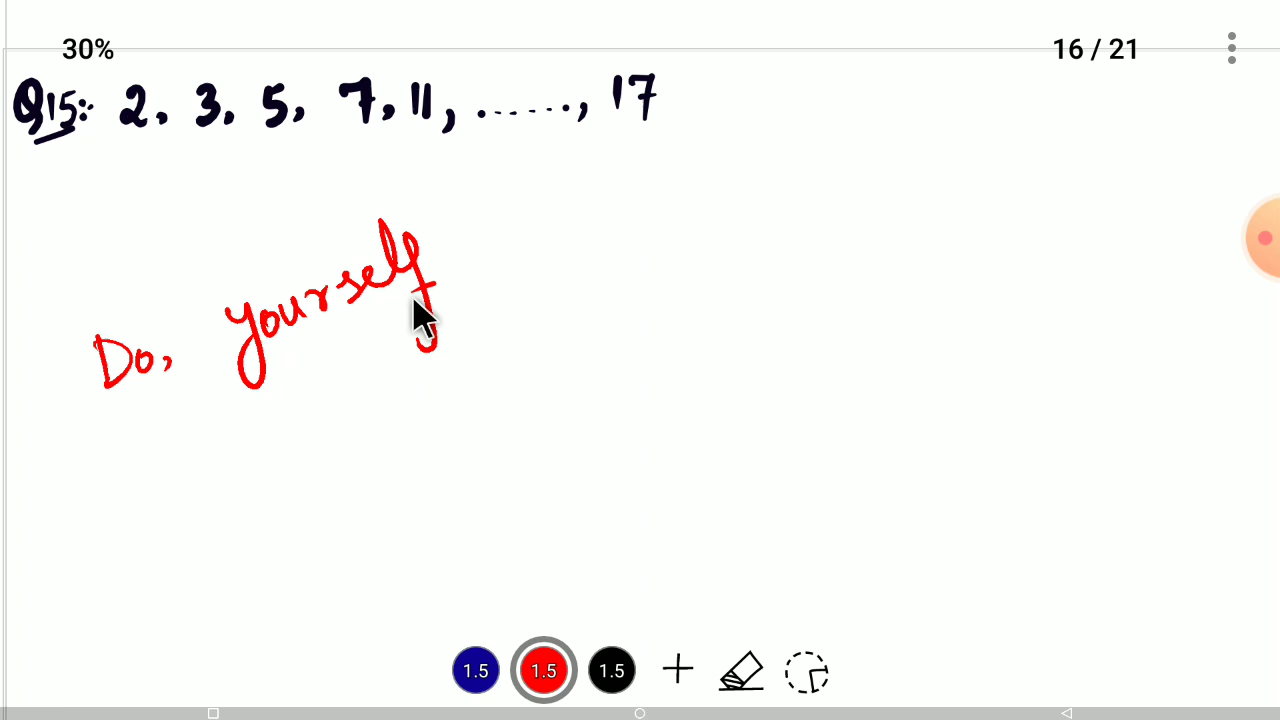 30% 16 / 21
Q15:- 2, 3, 5, 7, 11, ......, 17
Do, yourself
1.5 1.5 1.5